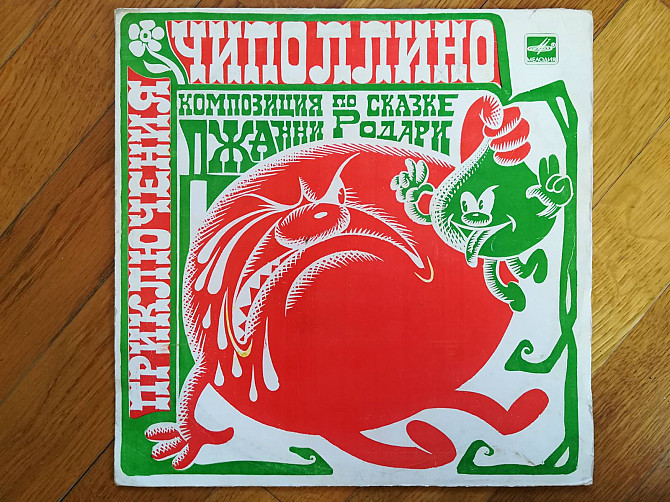 ПРИКЛЮЧЕНИЯ
ЧИПОЛЛИНО
КОМПОЗИЦИЯ ПО СКАЗКЕ
ДЖАННИ РОДАРИ
МЕЛОДИЯ